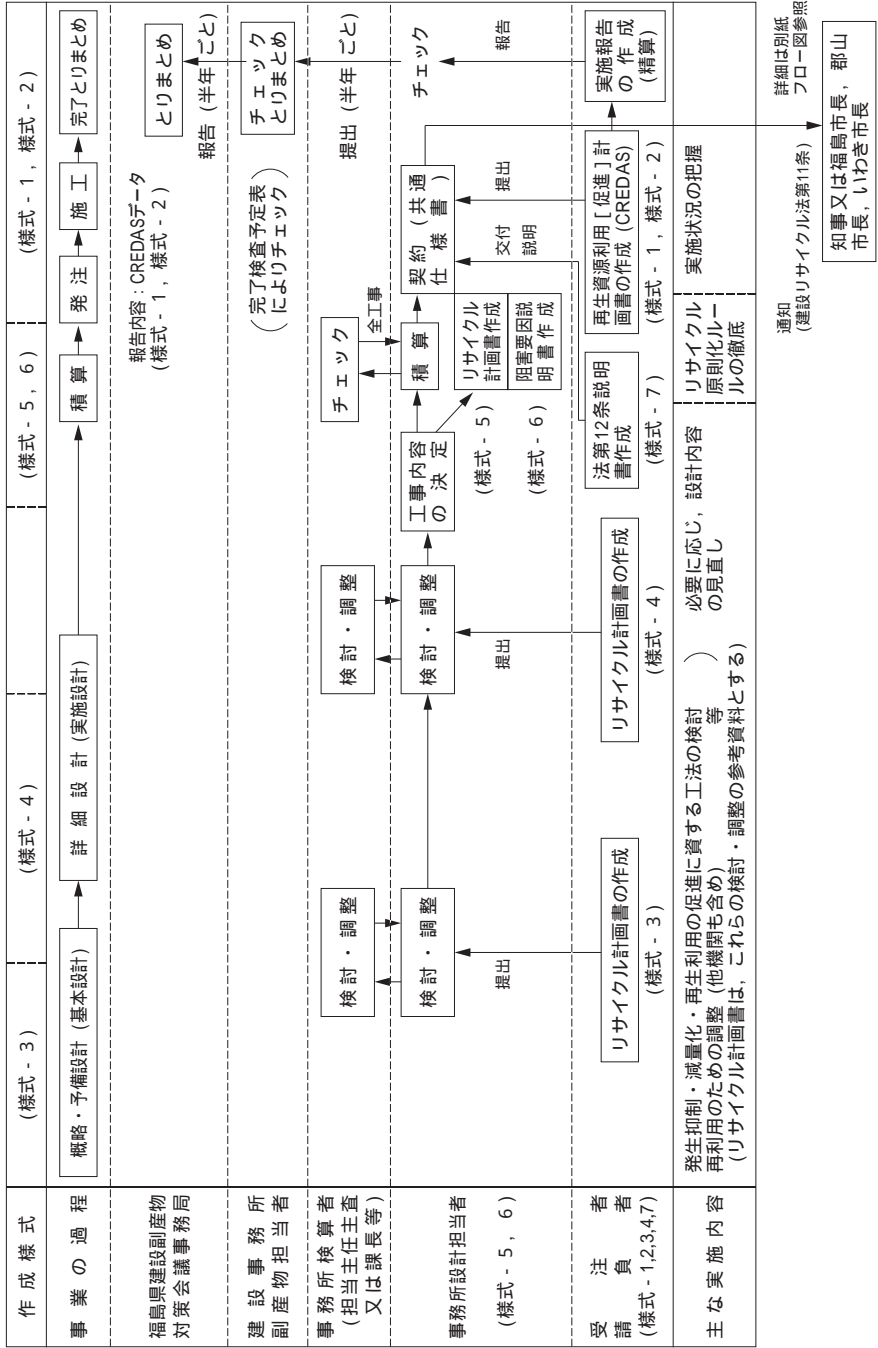 作成様式
(様式-3)
(様式-4)
(様式-5, 6)
(様式-1, 様式-2)
事業の過程
概略・予備設計(基本設計)
詳細設計(実施設計)
積算
発注
施工
完了とりまとめ
福島県建設副産物
対策会議事務局
報告内容:CREDASデータ
(様式-1, 様式-2)
とりまとめ
報告(半年ごと)
建設事務所
副産物担当者
(完了検査予定表
によりチェック)
チェック
とりまとめ
提出(半年ごと)
事務所検算者
(担当主任主査
又は課長等)
検討・調整
検討・調整
チェック
全工事
事務所設計担当者
(様式-5, 6)
検討・調整
検討・調整
工事内容
の決定
積算
契約(共通
仕様書)
チェック
(様式-5)
リサイクル
計画書作成
(様式-6)
阻害要因説
明書作成
提出
提出
交付
説明
提出
報告
受注者
請負者
(様式-1,2,3,4,7)
リサイクル計画書の作成
(様式-3)
リサイクル計画書の作成
(様式-4)
法第12条説明
書作成
(様式-7)
再生資源利用[促進]計
画書の作成(CREDAS)
(様式-1, 様式-2)
実施報告
の作成
(精算)
主な実施内容
発生抑制・減量化・再生利用の促進に資する工法の検討
再利用のための調整(他機関も含め) 等)
(リサイクル計画書は,これらの検討・調整の参考資料とする)
必要に応じ,設計内容
の見直し
リサイクル
原則化ルー
ルの徹底
実施状況の把握
通知
(建設リサイクル法第11条)
知事又は福島市長,郡山
市長,いわき市長
詳細は別紙
フロー図参照